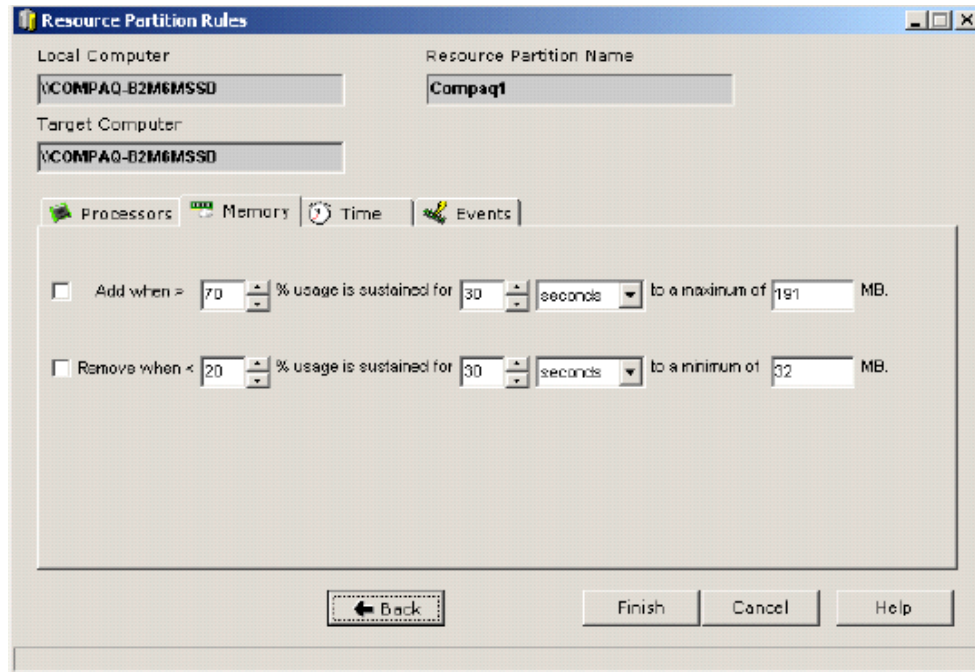 Resource Partition Rules
Local Computer Resource Partition Name
\\COMPAQ-B2M6MSSD Compaq1
Target Computer
\\COMPAQ-B2M6MSSD
Processors Memory Time Events
Add when > 70 % usage is sustained for 30 seconds to a maximum of 191 MB.
Remove when < 20 % usage is sustained for 30 seconds to a minimum of 32 MB.
Back Finish Cancel Help